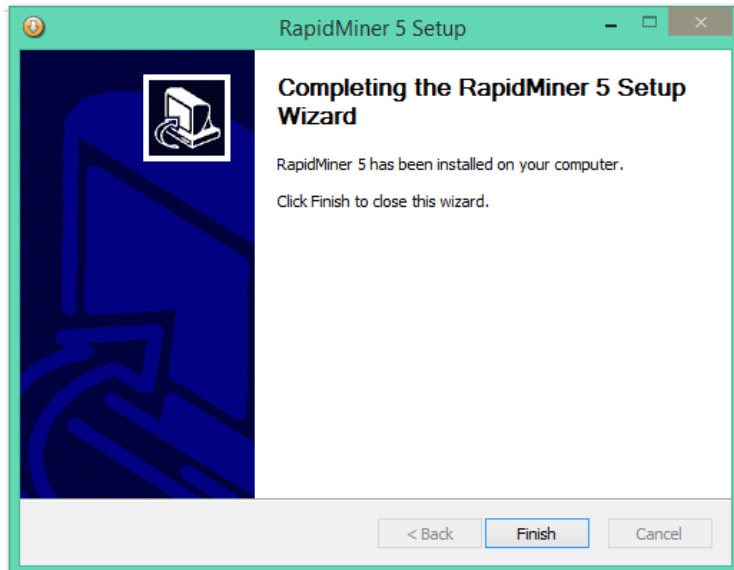 RapidMiner 5 Setup
Completing the RapidMiner 5 Setup
Wizard
RapidMiner 5 has been installed on your computer.
Click Finish to close this wizard.
< Back
Finish
Cancel